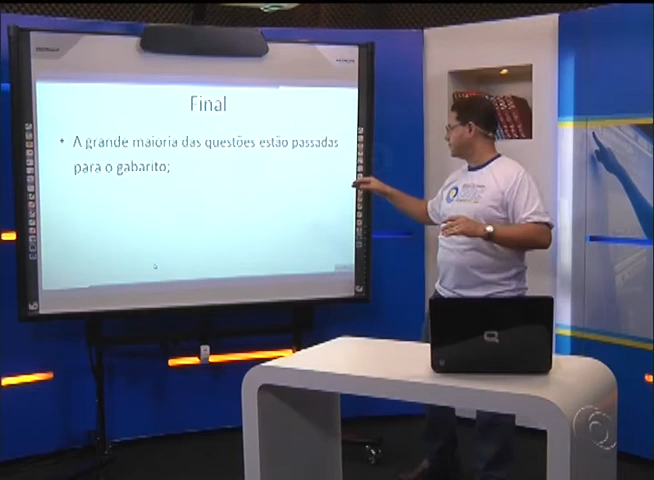 Final
• A grande maioria das questões estão passadas
para o gabarito;